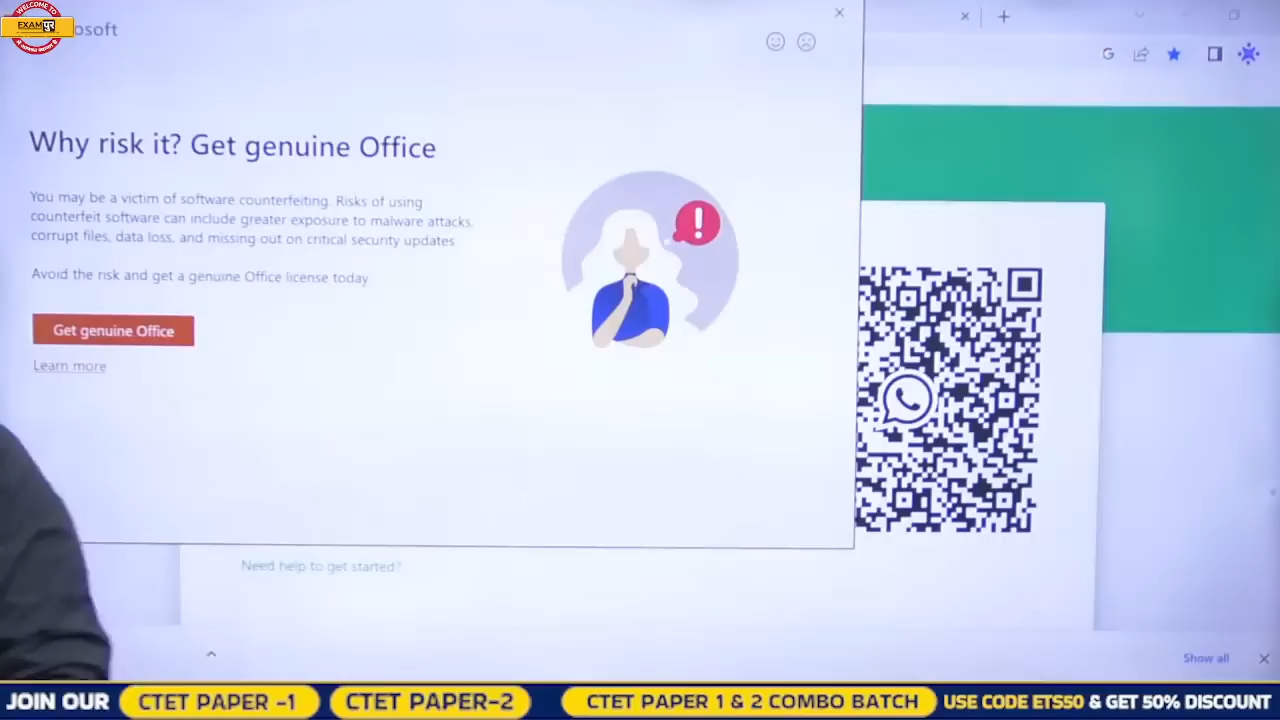 WELCOME TO
EXAMपुर
osoft
Why risk it? Get genuine Office
You may be a victim of software counterfeiting. Risks of using
counterfeit software can include greater exposure to malware attacks,
corrupt files, data loss, and missing out on critical security updates
Avoid the risk and get a genuine Office license today
Get genuine Office
Learn more
Need help to get started?
Show all
JOIN OUR CTET PAPER -1 CTET PAPER-2 CTET PAPER 1 & 2 COMBO BATCH USE CODE ETS50 & GET 50% DISCOUNT